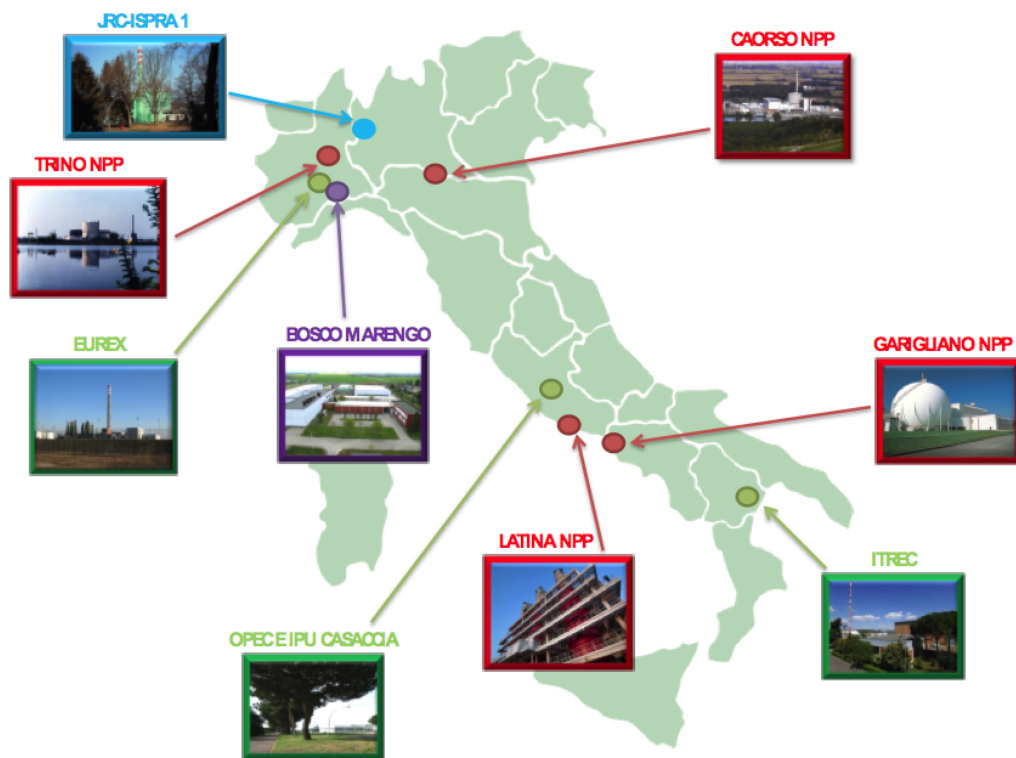 JRC-ISPRA 1
CAORSO NPP
TRINO NPP
EUREX
BOSCO MARENGO
GARIGLIANO NPP
LATINA NPP
ITREC
OPEC E IPU CASACCIA